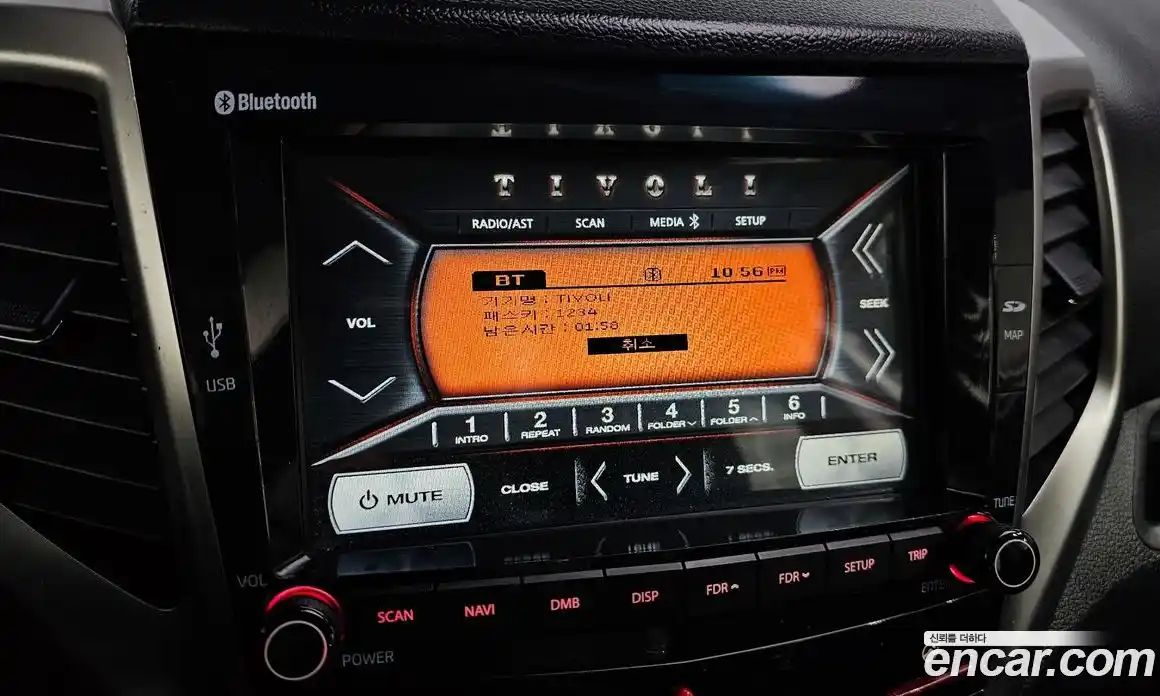 Bluetooth
TIVOLI
RADIO/AST SCAN MEDIA SETUP
BT 10:56 PM
기기명 : TIVOLI
패스키 : 1234
남은시간 : 01:58
취소
VOL
SEEK
USB
SD
MAP
1 2 3 4 5 6
INTRO REPEAT RANDOM FOLDER FOLDER INFO
MUTE CLOSE TUNE 7 SECS. ENTER
TUNE
VOL
SCAN NAVI DMB DISP FDR FDR SETUP TRIP
POWER
신뢰를 더하다
encar.com